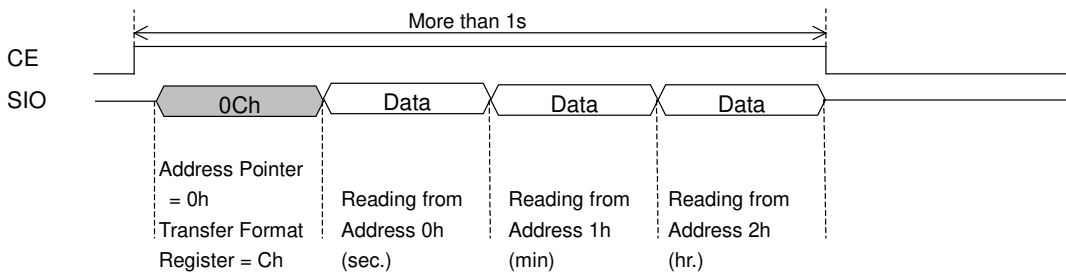 More than 1s
CE
SIO
0Ch
Data
Data
Data
Address Pointer
= 0h
Transfer Format
Register = Ch
Reading from
Address 0h
(sec.)
Reading from
Address 1h
(min)
Reading from
Address 2h
(hr.)